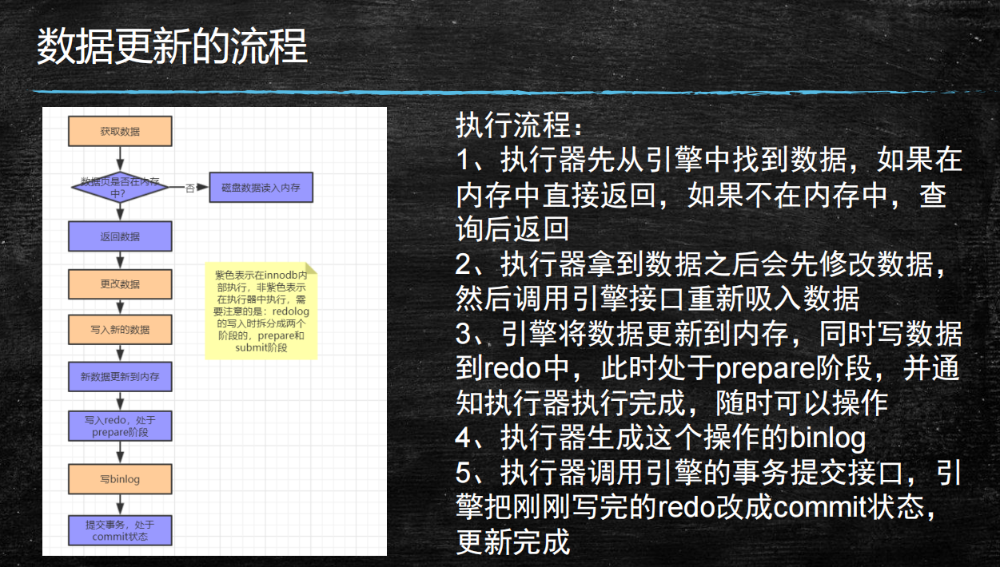 数据更新的流程
获取数据
数据页是否在内存
中?
否
磁盘数据读入内存
返回数据
更改数据
写入新的数据
新数据更新到内存
写入redo，处于
prepare阶段
写binlog
提交事务，处于
commit状态
紫色表示在innodb内
部执行，非紫色表示
在执行器中执行，需
要注意的是：redolog
的写入时拆分成两个
阶段的，prepare和
submit阶段
执行流程：
1、执行器先从引擎中找到数据，如果在
内存中直接返回，如果不在内存中，查
询后返回
2、执行器拿到数据之后会先修改数据，
然后调用引擎接口重新吸入数据
3、引擎将数据更新到内存，同时写数据
到redo中，此时处于prepare阶段，并通
知执行器执行完成，随时可以操作
4、执行器生成这个操作的binlog
5、执行器调用引擎的事务提交接口，引
擎把刚刚写完的redo改成commit状态，
更新完成